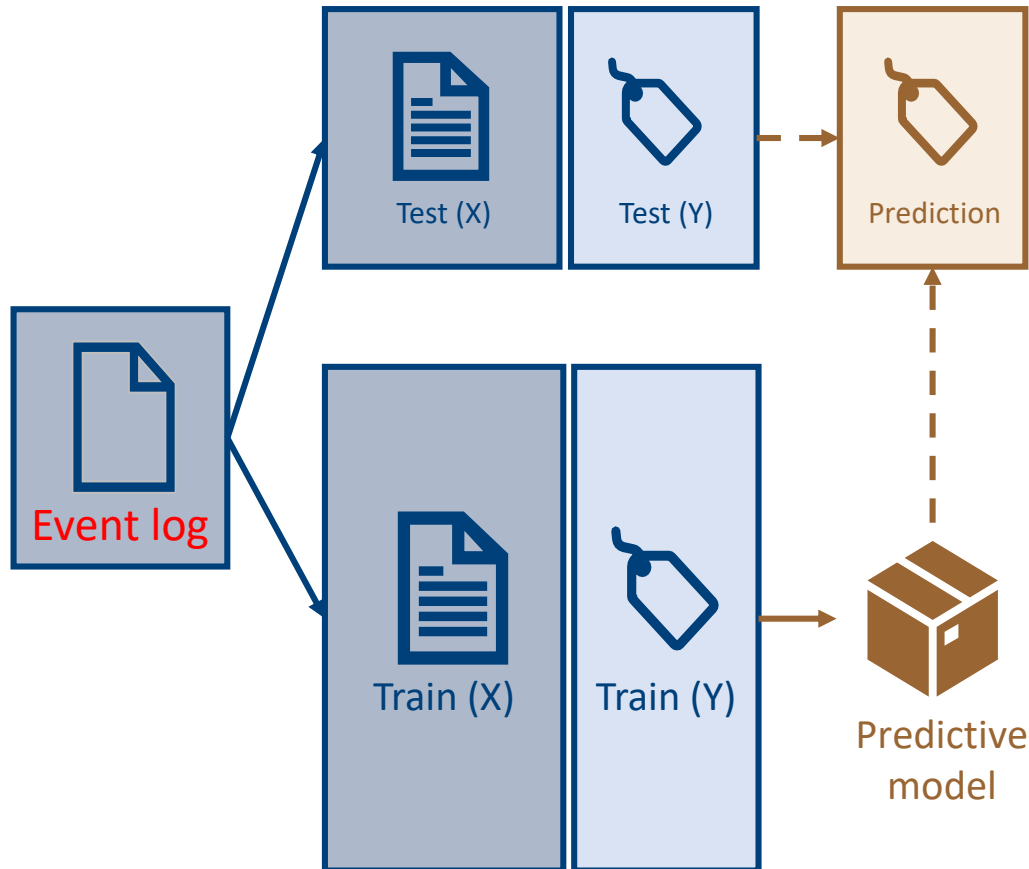 Test (X)
Test (Y)
Prediction
Event log
Train (X)
Train (Y)
Predictive
model